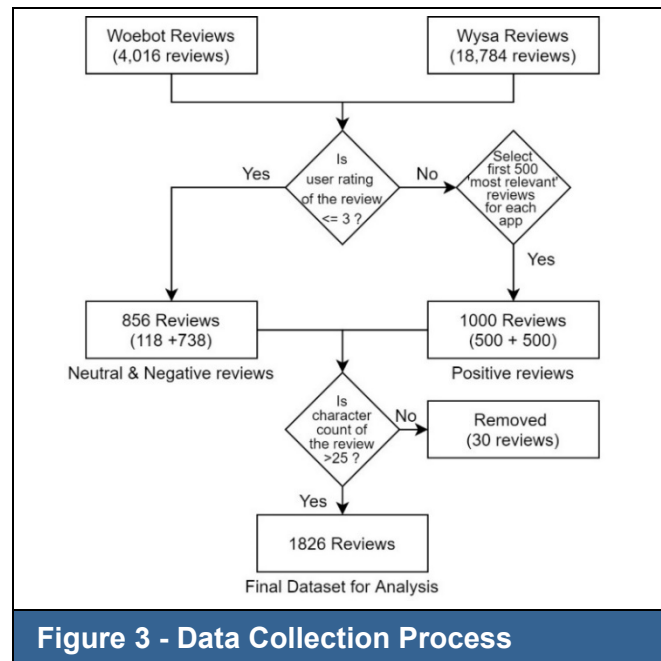 Woebot Reviews
(4,016 reviews)
Wysa Reviews
(18,784 reviews)
Is
user rating
of the review
<= 3 ?
Yes
No
Select
first 500
'most relevant'
reviews
for each
app
Yes
856 Reviews
(118 +738)
Neutral & Negative reviews
1000 Reviews
(500 + 500)
Positive reviews
Is
character
count of
the review
>25 ?
No
Removed
(30 reviews)
Yes
1826 Reviews
Final Dataset for Analysis
Figure 3 - Data Collection Process